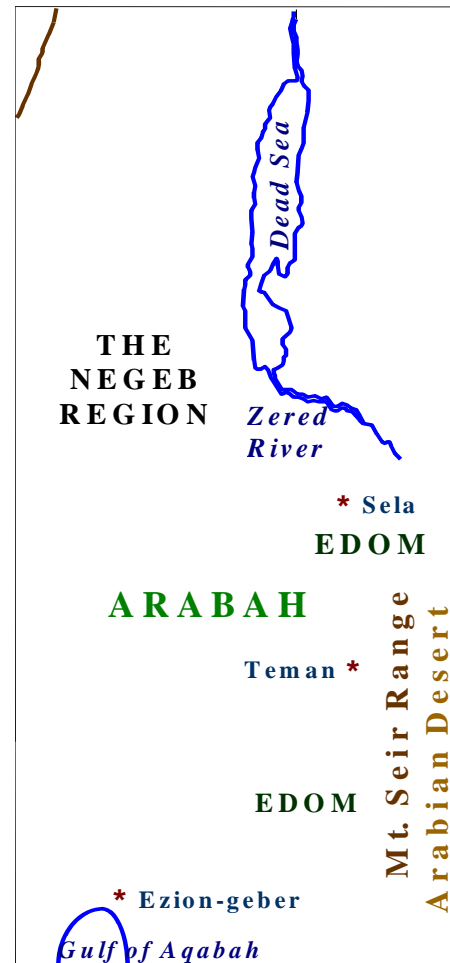 Dead Sea
THE
NEGEB
REGION
Zered
River
* Sela
EDOM
ARABAH
Mt. Seir Range
Arabian Desert
Teman *
EDOM
* Ezion-geber
Gulf of Aqabah